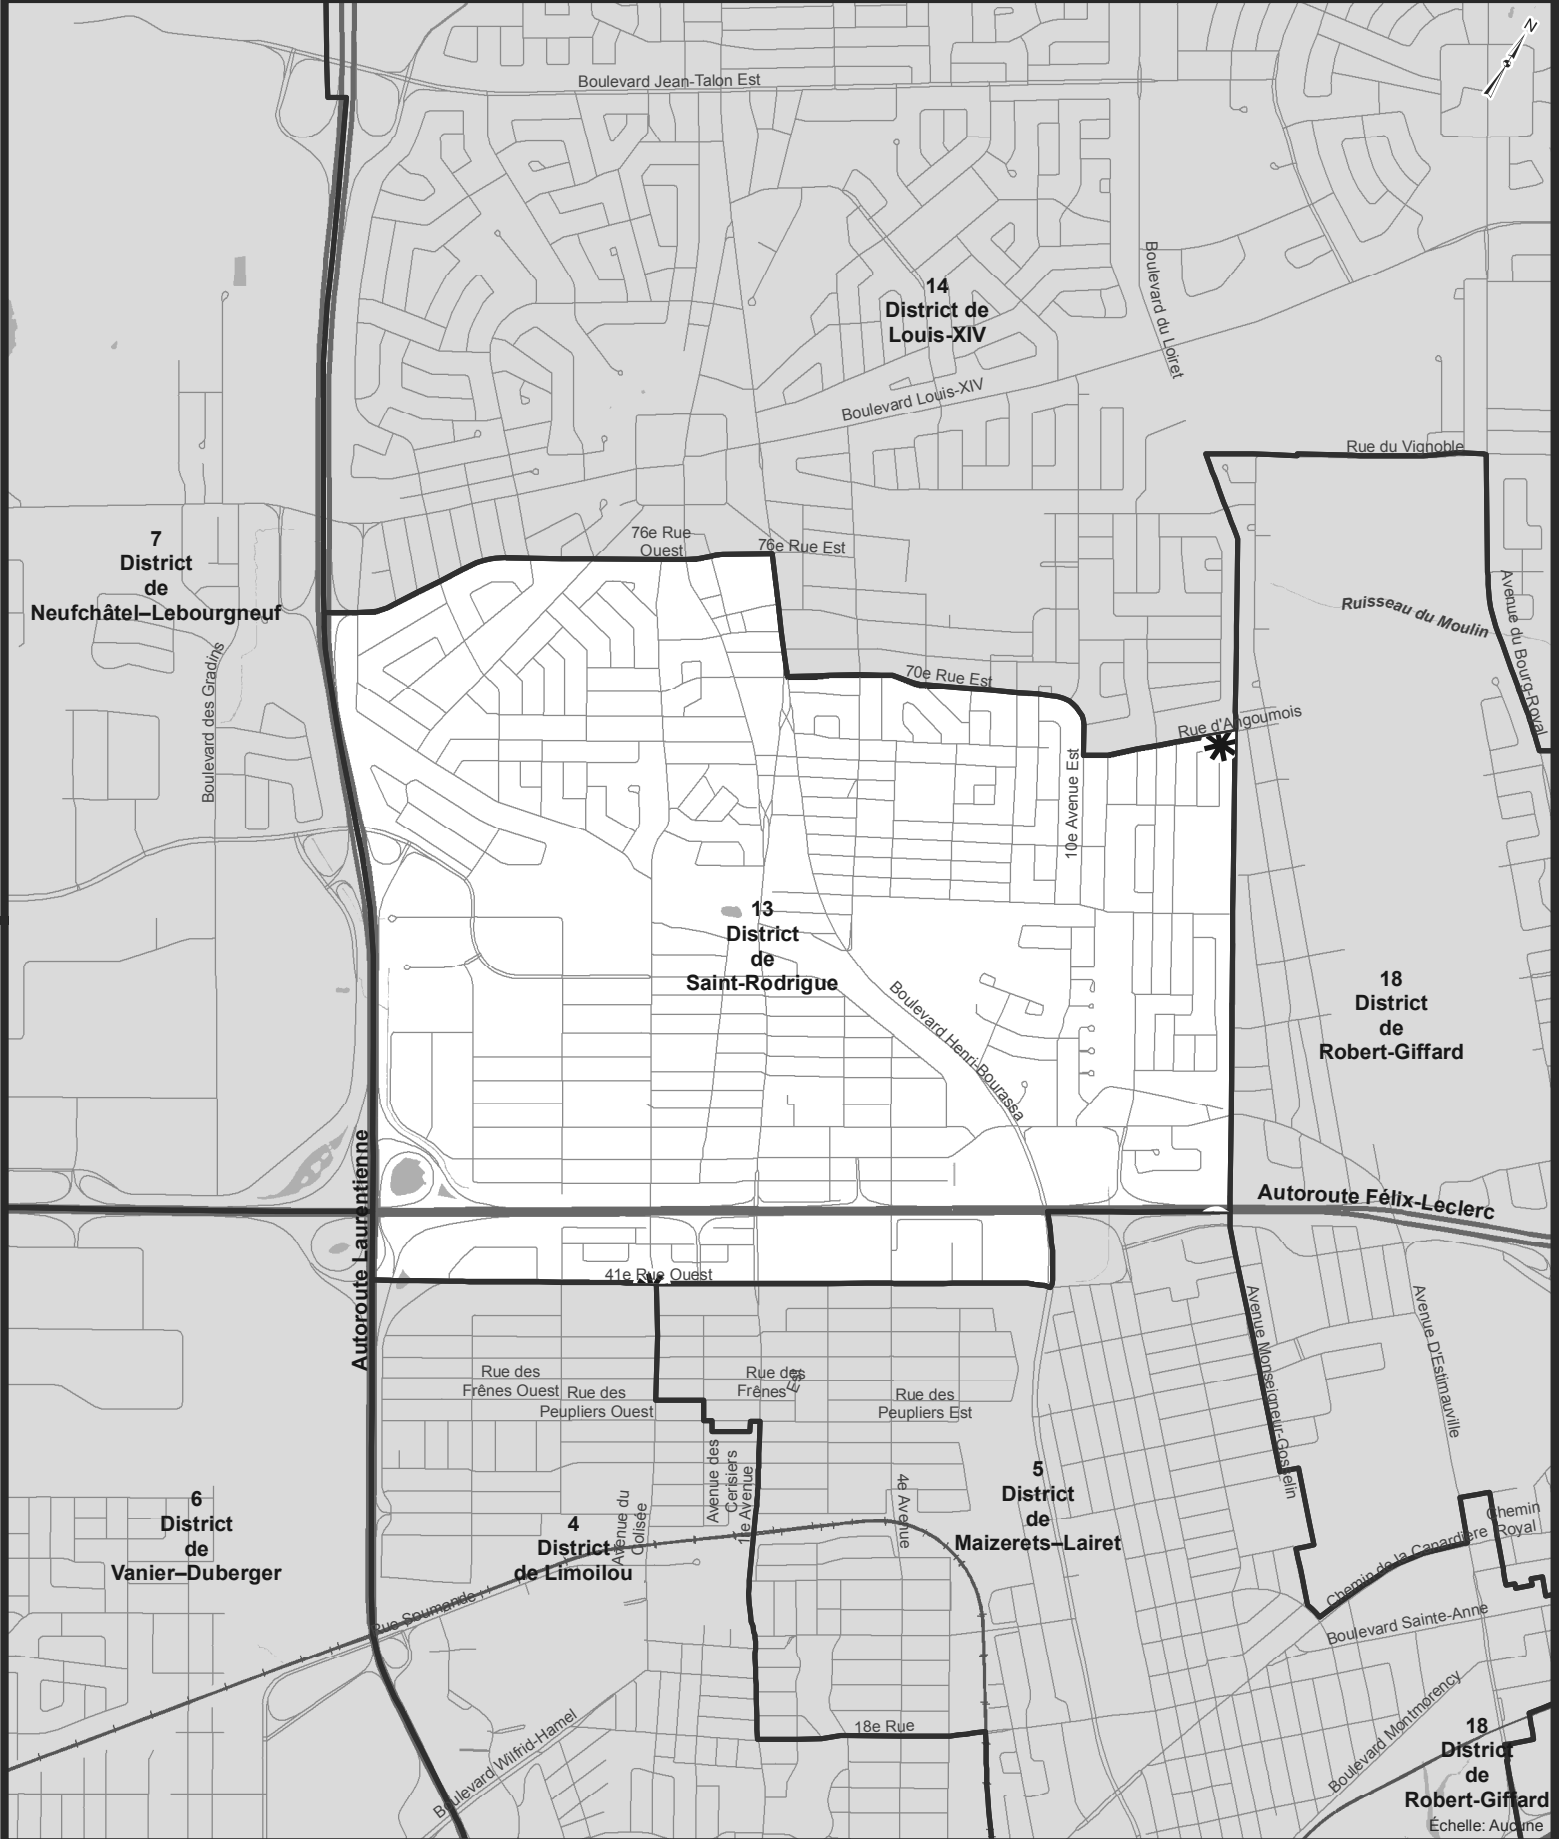 N
Boulevard Jean-Talon Est
Boulevard du Loiret
14
District de
Louis-XIV
Boulevard Louis-XIV
Rue du Vignoble
7
District
de
Neufchâtel–Lebourgneuf
76e Rue
Ouest
76e Rue Est
Ruisseau du Moulin
Avenue du Bourg-Royal
Boulevard des Gradins
70e Rue Est
Rue d'Angoumois
10e Avenue Est
13
District
de
Saint-Rodrigue
Boulevard Henri-Bourassa
18
District
de
Robert-Giffard
Autoroute Laurentienne
Autoroute Félix-Leclerc
41e Rue Ouest
Avenue Monseigneur-Gosselin
Avenue D'Estimauville
Rue des
Frênes Ouest
Rue des
Peupliers Ouest
Rue des
Frênes
Est
Rue des
Peupliers Est
Avenue des
Cerisiers
1re Avenue
4e Avenue
Avenue du
Colisée
6
District
de
Vanier–Duberger
4
District
de Limoilou
5
District
de
Maizerets–Lairet
Chemin
Royal
Chemin de la Canardière
Rue Soumande
Boulevard Sainte-Anne
Boulevard Wilfrid-Hamel
18e Rue
Boulevard Montmorency
18
District
de
Robert-Giffard
Échelle: Aucune